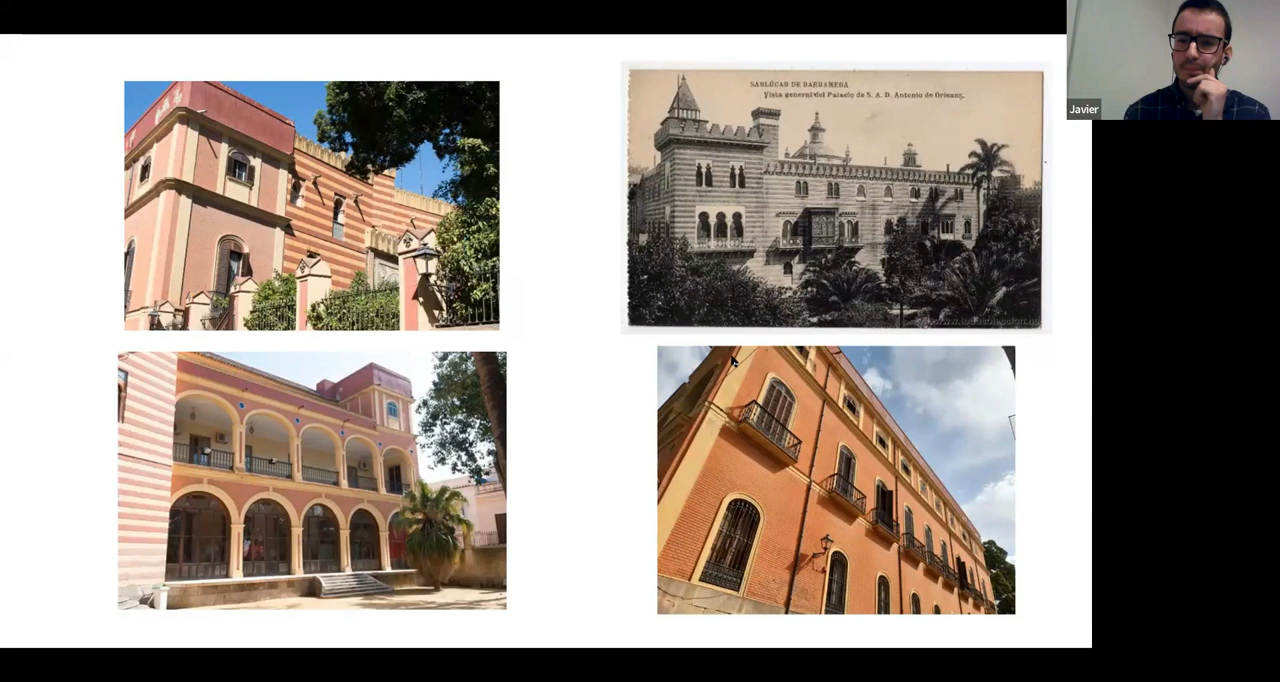 SANLÚCAR DE BARRAMEDA
Vista general del Palacio de S. A. D. Antonio de Orleans.
Javier